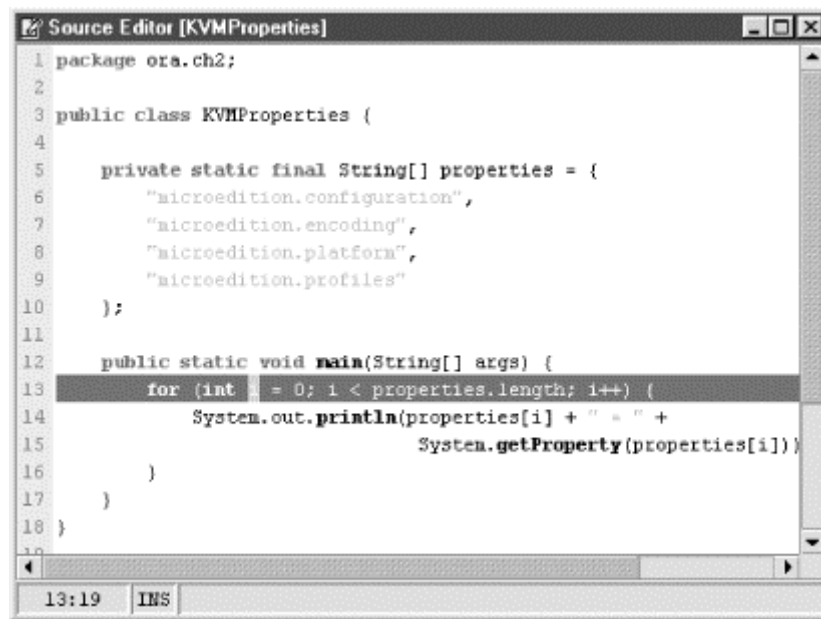 Source Editor [KVMProperties]
1 package ora.ch2;
2
3 public class KVMProperties {
4
5     private static final String[] properties = {
6         "microedition.configuration",
7         "microedition.encoding",
8         "microedition.platform",
9         "microedition.profiles"
10     };
11
12     public static void main(String[] args) {
13         for (int i = 0; i < properties.length; i++) {
14             System.out.println(properties[i] + " = " +
15                                 System.getProperty(properties[i]))
16         }
17     }
18 }
19
13:19 INS